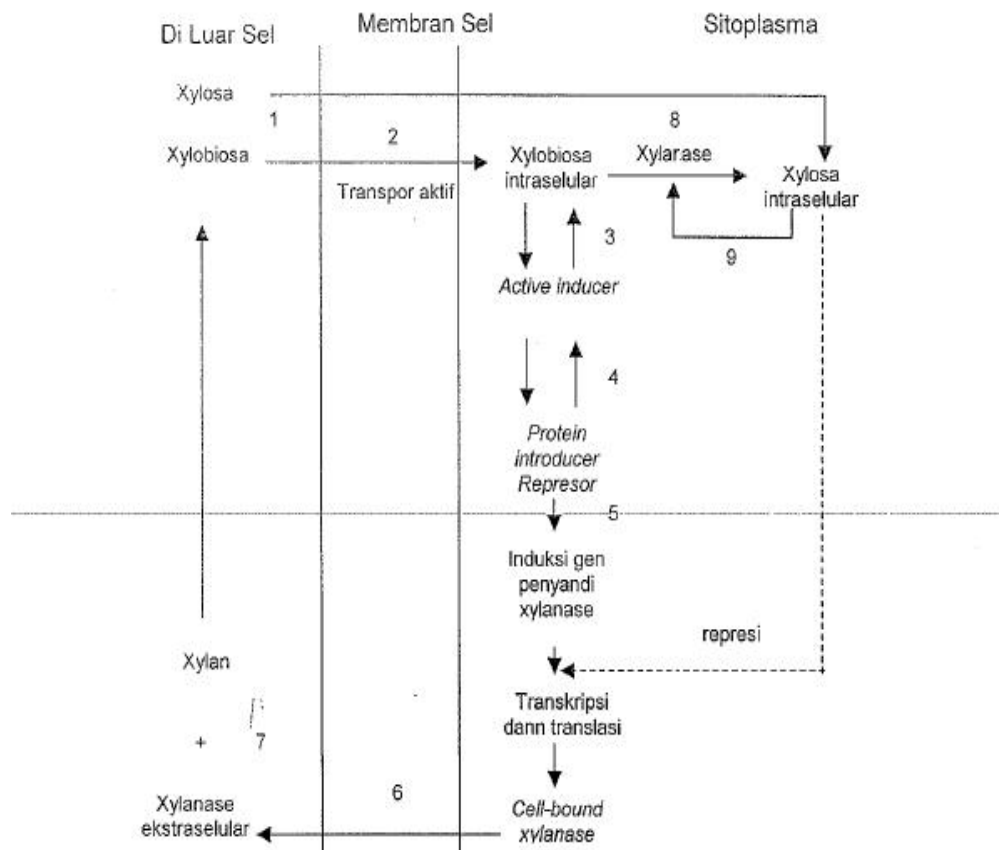 Di Luar Sel
Membran Sel
Sitoplasma
Xylosa
1
8
Xylobiosa
2
Transpor aktif
Xylobiosa
intraselular
Xylanase
Xylosa
intraselular
3
9
Active inducer
4
Protein
introducer
Represor
5
Induksi gen
penyandi
xylanase
represi
Xylan
Transkripsi
dann translasi
+ 7
6
Xylanase
ekstraselular
Cell-bound
xylanase